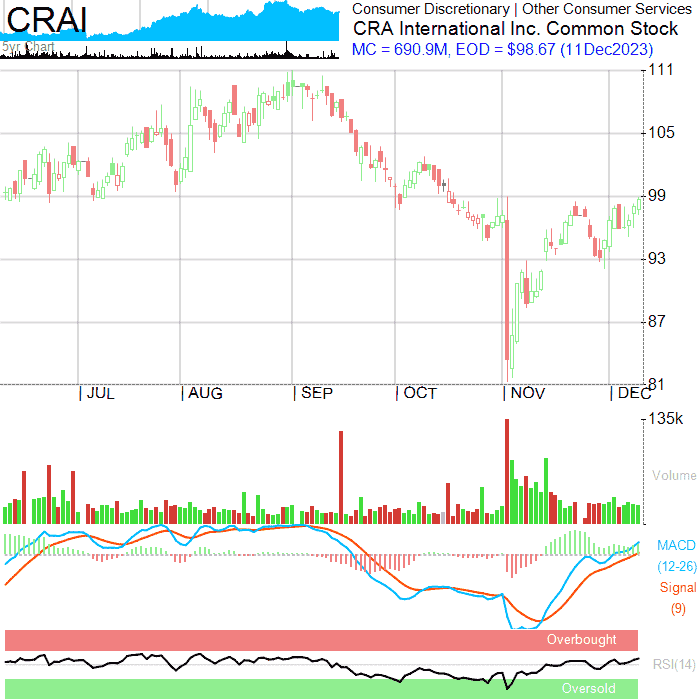 CRAI
5yr Chart
Consumer Discretionary | Other Consumer Services
CRA International Inc. Common Stock
MC = 690.9M, EOD = $98.67 (11Dec2023)
111
105
99
93
87
81
| JUL | AUG | SEP | OCT | NOV | DEC
135k
Volume
MACD
(12-26)
Signal
(9)
Overbought
RSI(14)
Oversold